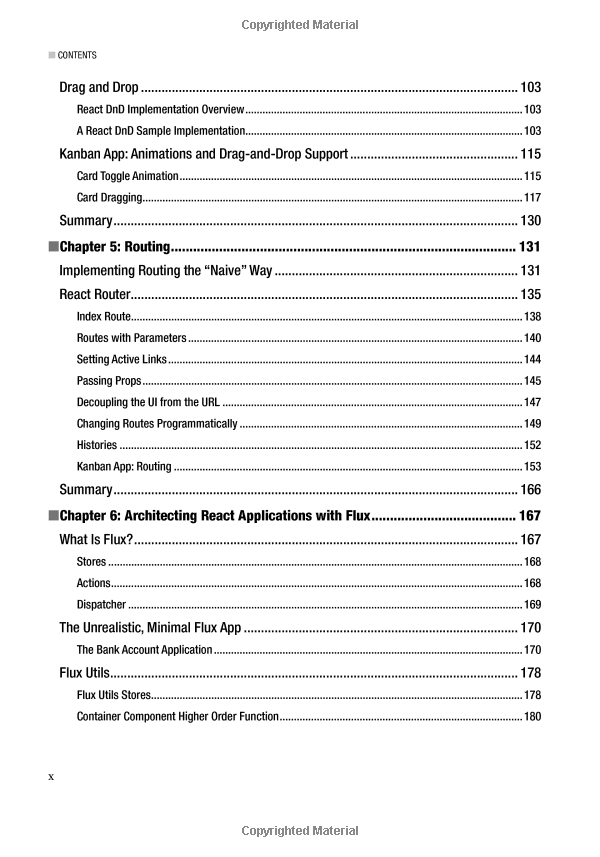 Copyrighted Material
■ CONTENTS
Drag and Drop ............................................................ 103
React DnD Implementation Overview ............................................................ 103
A React DnD Sample Implementation ............................................................ 103
Kanban App: Animations and Drag-and-Drop Support ............................................................ 115
Card Toggle Animation ............................................................ 115
Card Dragging ............................................................ 117
Summary ............................................................ 130
■Chapter 5: Routing ............................................................ 131
Implementing Routing the “Naive” Way ............................................................ 131
React Router ............................................................ 135
Index Route ............................................................ 138
Routes with Parameters ............................................................ 140
Setting Active Links ............................................................ 144
Passing Props ............................................................ 145
Decoupling the UI from the URL ............................................................ 147
Changing Routes Programmatically ............................................................ 149
Histories ............................................................ 152
Kanban App: Routing ............................................................ 153
Summary ............................................................ 166
■Chapter 6: Architecting React Applications with Flux ............................................................ 167
What Is Flux? ............................................................ 167
Stores ............................................................ 168
Actions ............................................................ 168
Dispatcher ............................................................ 169
The Unrealistic, Minimal Flux App ............................................................ 170
The Bank Account Application ............................................................ 170
Flux Utils ............................................................ 178
Flux Utils Stores ............................................................ 178
Container Component Higher Order Function ............................................................ 180
x
Copyrighted Material